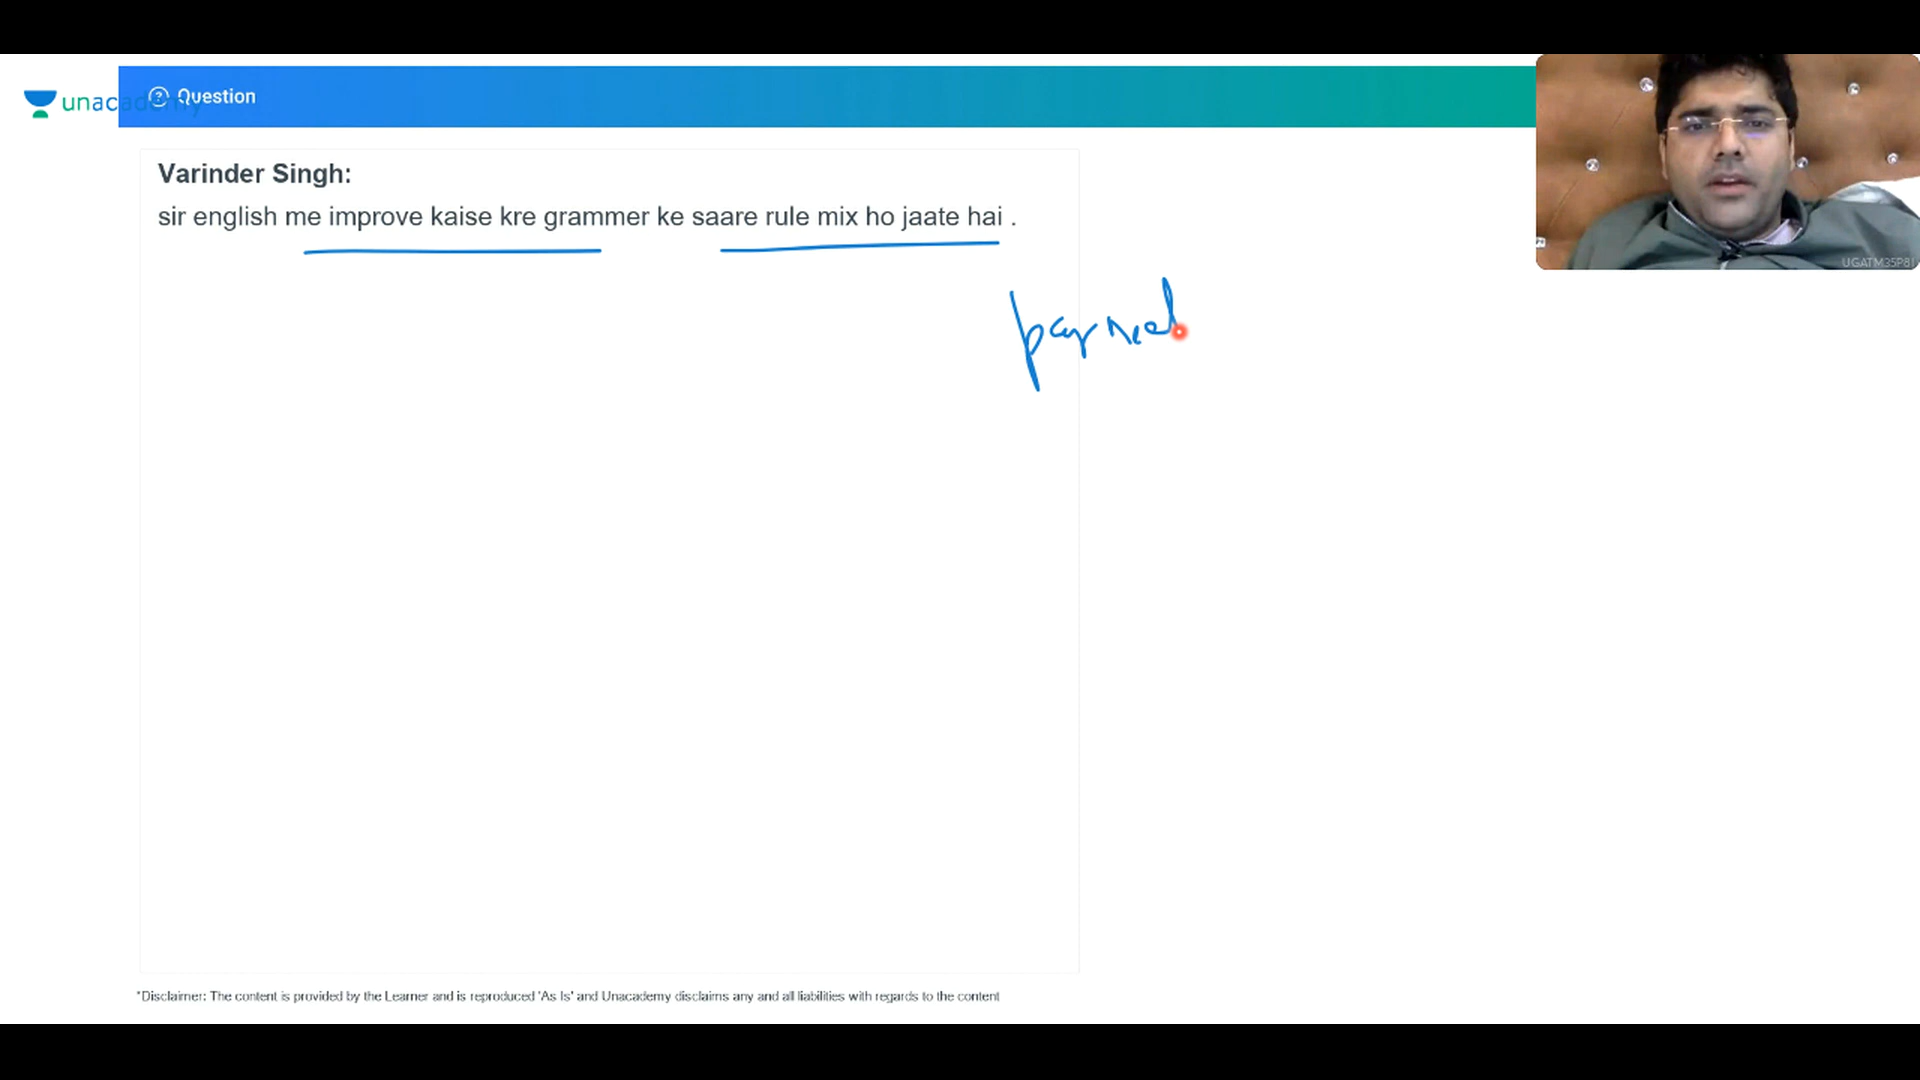 unacademy
Question
Varinder Singh:
sir english me improve kaise kre grammer ke saare rule mix ho jaate hai .
UGATM35P81
*Disclaimer: The content is provided by the Learner and is reproduced 'As Is' and Unacademy disclaims any and all liabilities with regards to the content